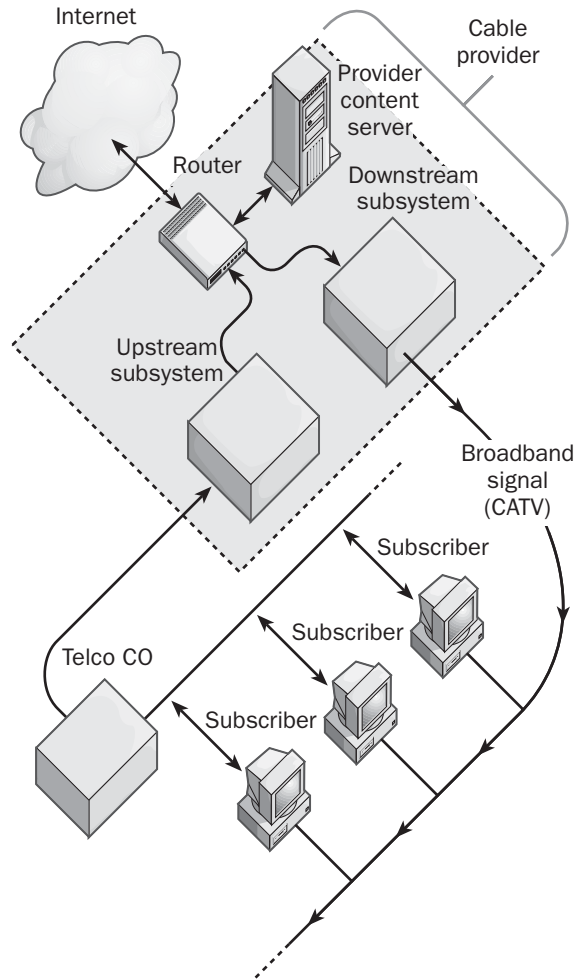 Internet
Cable
provider
Provider
content
server
Router
Downstream
subsystem
Upstream
subsystem
Broadband
signal
(CATV)
Subscriber
Subscriber
Telco CO
Subscriber